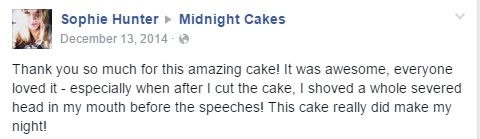 Sophie Hunter ▸ Midnight Cakes
December 13, 2014 ·
Thank you so much for this amazing cake! It was awesome, everyone
loved it - especially when after I cut the cake, I shoved a whole severed
head in my mouth before the speeches! This cake really did make my
night!